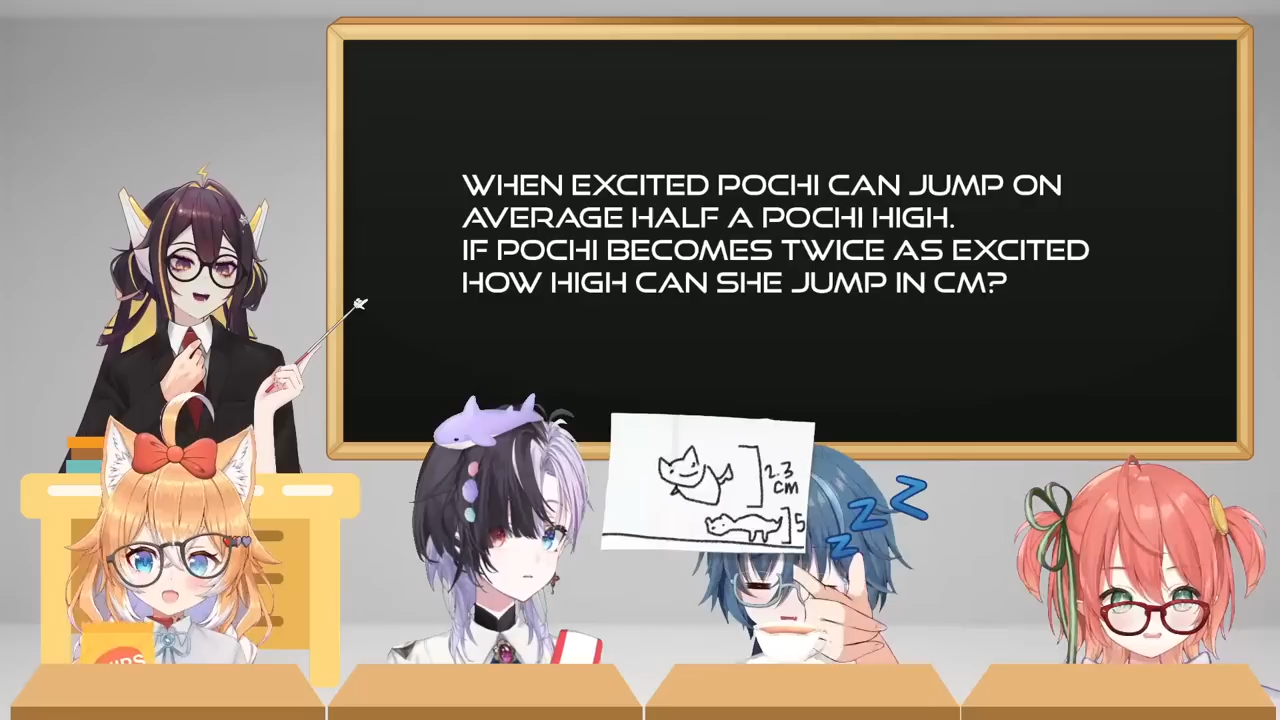 WHEN EXCITED POCHI CAN JUMP ON
AVERAGE HALF A POCHI HIGH.
IF POCHI BECOMES TWICE AS EXCITED
HOW HIGH CAN SHE JUMP IN CM?
2.3
CM
5
Z Z Z